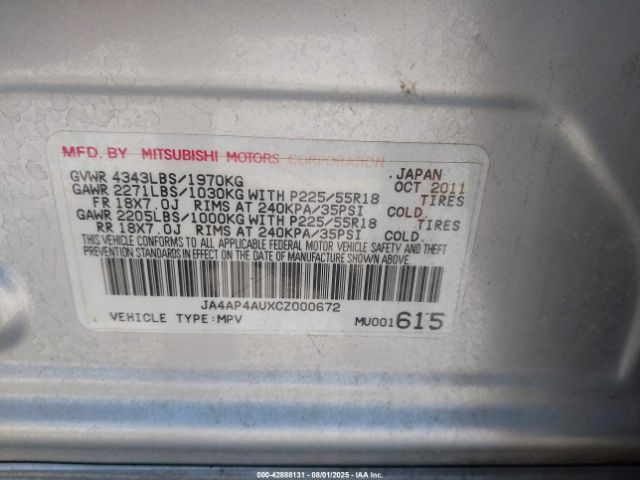 MFD. BY MITSUBISHI MOTORS CORPORATION JAPAN
GVWR 4343LBS/1970KG OCT 2011
GAWR 2271LBS/1030KG WITH P225/55R18 TIRES
FR 18X7.0J RIMS AT 240KPA/35PSI COLD.
GAWR 2205LBS/1000KG WITH P225/55R18 TIRES
RR 18X7.0J RIMS AT 240KPA/35PSI COLD.
THIS VEHICLE CONFORMS TO ALL APPLICABLE FEDERAL MOTOR VEHICLE SAFETY AND THEFT
PREVENTION STANDARDS IN EFFECT ON THE DATE OF MANUFACTURE SHOWN ABOVE.
JA4AP4AUXCZ000672
VEHICLE TYPE:MPV MU001615
000-42888131 - 08/01/2025 - IAAI.COM